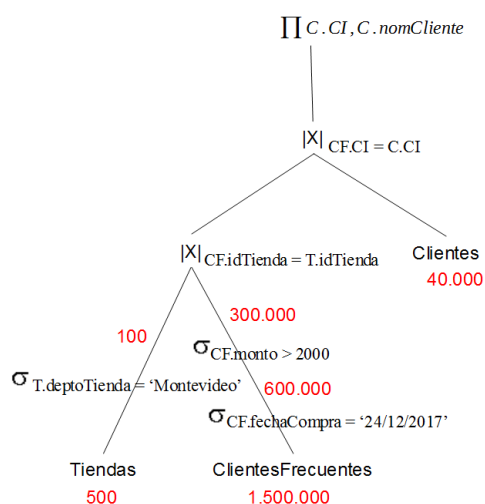 ∏ C.CI, C.nomCliente
|X| CF.CI = C.CI
|X| CF.idTienda = T.idTienda
Clientes
40.000
300.000
100
σ CF.monto > 2000
σ T.deptoTienda = ‘Montevideo’
600.000
σ CF.fechaCompra = ‘24/12/2017’
Tiendas
ClientesFrecuentes
500
1.500.000